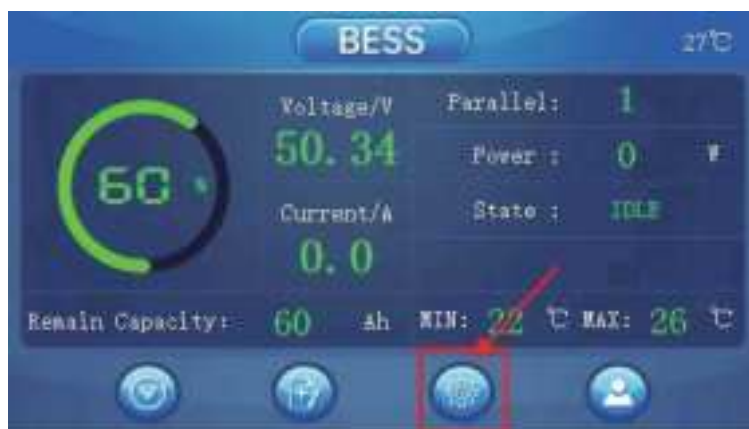 BESS 27℃
Voltage/V Parallel: 1
50.34 Power : 0 W
60 %
Current/A State : IDLE
0.0
Remain Capacity: 60 Ah MIN: 22 ℃ MAX: 26 ℃